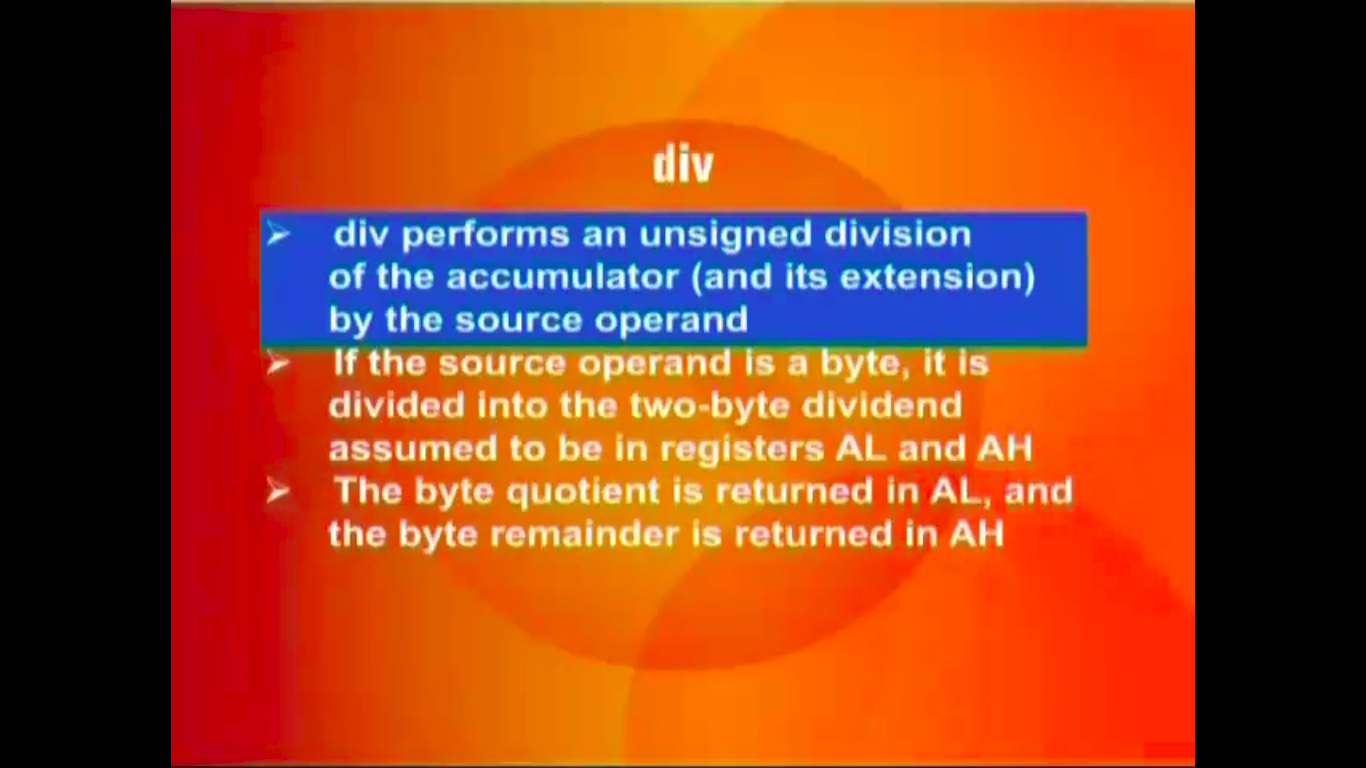 div
➢ div performs an unsigned division
of the accumulator (and its extension)
by the source operand
➢ If the source operand is a byte, it is
divided into the two-byte dividend
assumed to be in registers AL and AH
➢ The byte quotient is returned in AL, and
the byte remainder is returned in AH